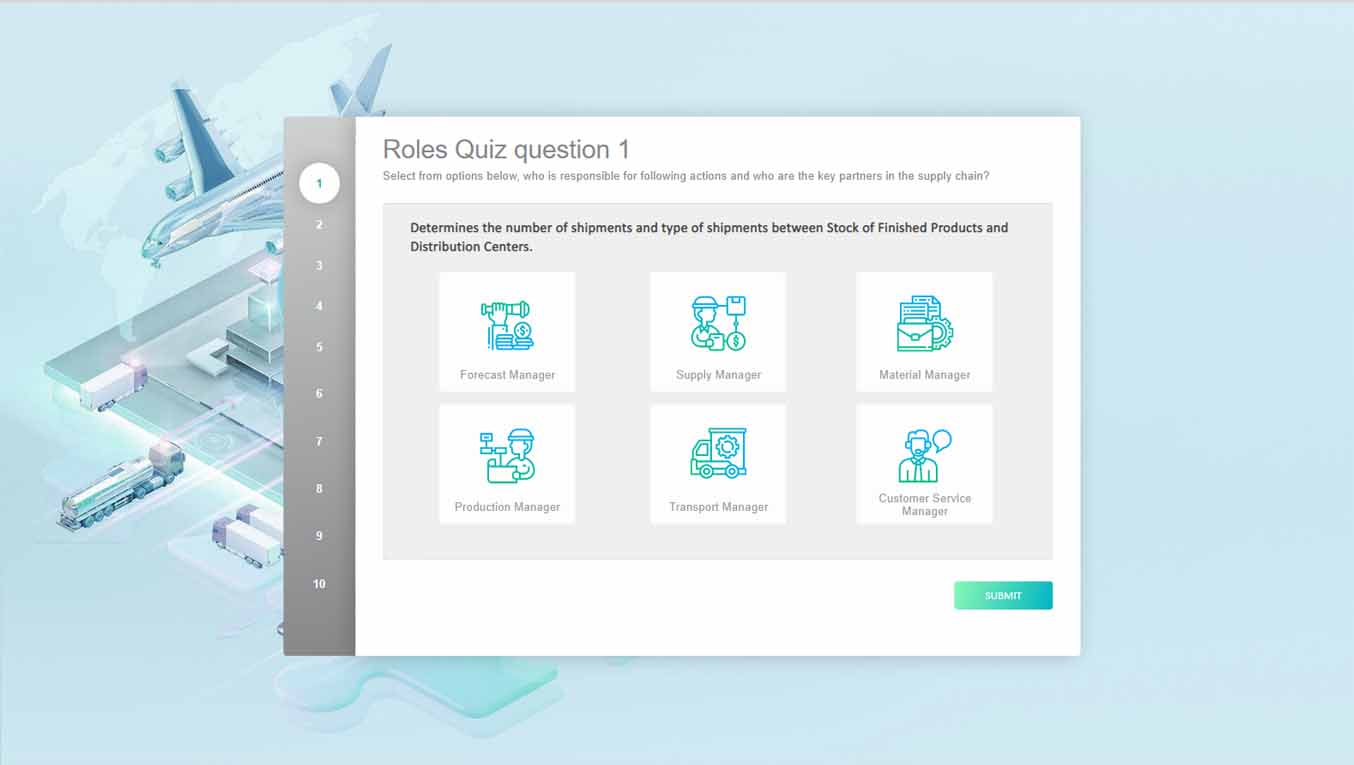 Roles Quiz question 1
Select from options below, who is responsible for following actions and who are the key partners in the supply chain?
1
2
3
4
5
6
7
8
9
10
Determines the number of shipments and type of shipments between Stock of Finished Products and
Distribution Centers.
Forecast Manager
Supply Manager
Material Manager
Production Manager
Transport Manager
Customer Service
Manager
SUBMIT